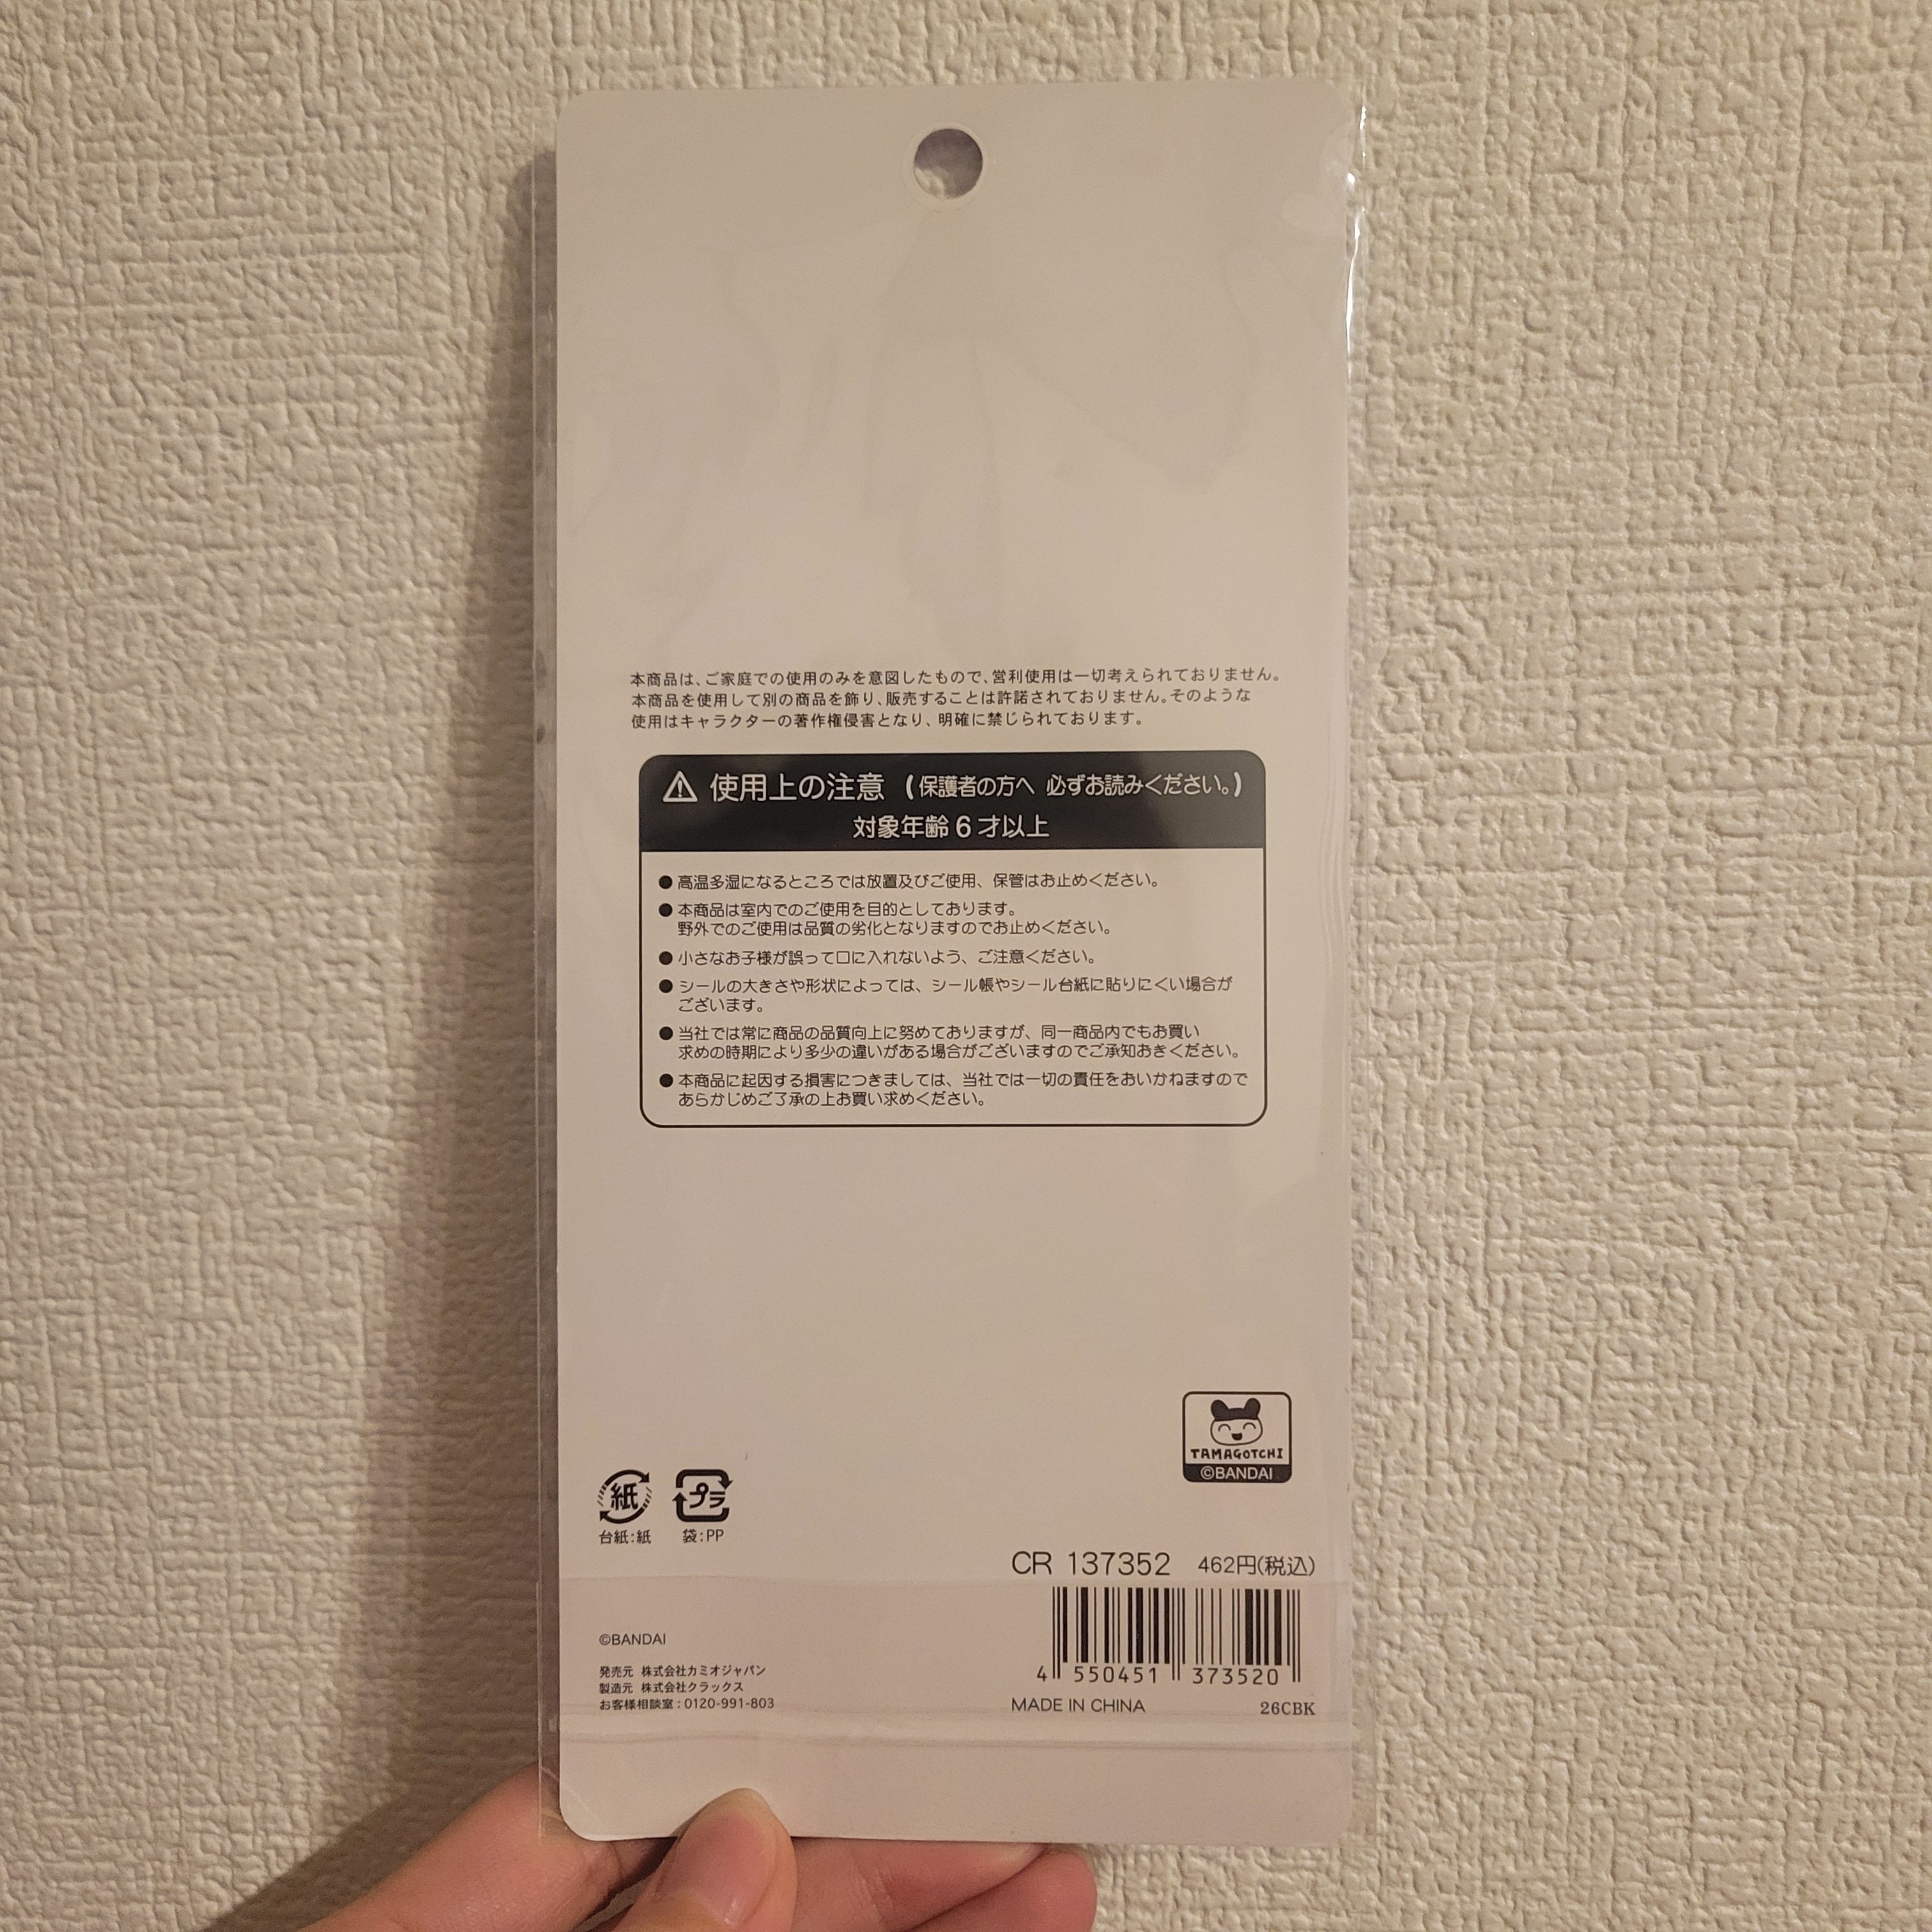 本商品は、ご家庭での使用のみを意図したもので、営利使用は一切考えられておりません。
本商品を使用して別の商品を飾り、販売することは許諾されておりません。そのような
使用はキャラクターの著作権侵害となり、明確に禁じられております。
使用上の注意 (保護者の方へ 必ずお読みください。)
対象年齢6才以上
●高温多湿になるところでは放置及びご使用、保管はお止めください。
●本商品は室内でのご使用を目的としております。
野外でのご使用は品質の劣化となりますのでお止めください。
●小さなお子様が誤って口に入れないよう、ご注意ください。
●シールの大きさや形状によっては、シール帳やシール台紙に貼りにくい場合が
ございます。
●当社では常に商品の品質向上に努めておりますが、同一商品内でもお買い
求めの時期により多少の違いがある場合がございますのでご承知おきください。
●本商品に起因する損害につきましては、当社では一切の責任をおいかねますので
あらかじめご了承の上お買い求めください。
TAMAGOTCHI
©BANDAI
紙 プラ
台紙:紙 袋:PP
CR 137352 462円(税込)
4 550451 373520
MADE IN CHINA 26CBK
©BANDAI
発売元 株式会社カミオジャパン
製造元 株式会社クラックス
お客様相談室:0120-991-803